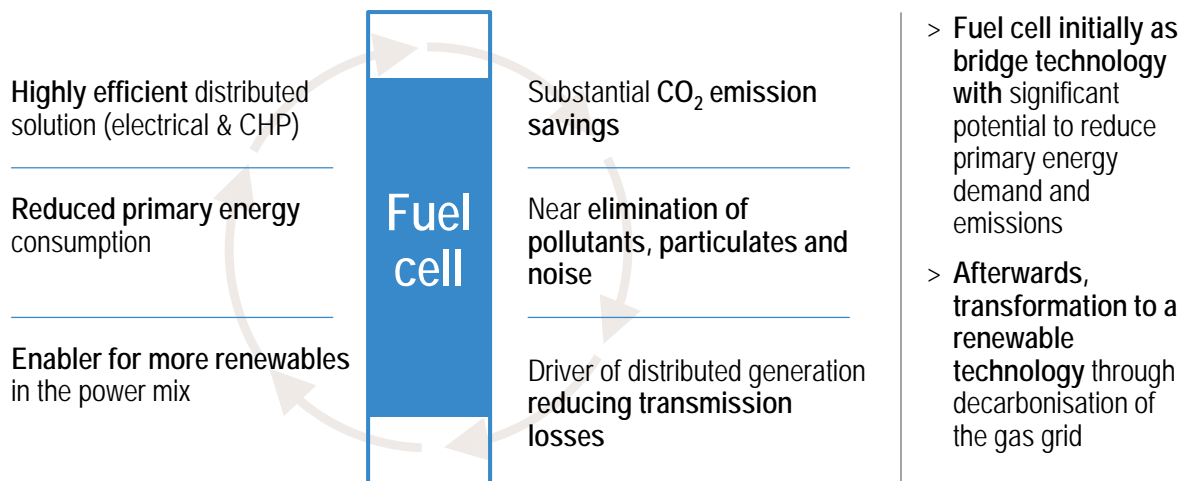 Highly efficient distributed
solution (electrical & CHP)
Reduced primary energy
consumption
Enabler for more renewables
in the power mix
Fuel
cell
Substantial CO₂ emission
savings
Near elimination of
pollutants, particulates and
noise
Driver of distributed generation
reducing transmission
losses
> Fuel cell initially as
bridge technology
with significant
potential to reduce
primary energy
demand and
emissions
> Afterwards,
transformation to a
renewable
technology through
decarbonisation of
the gas grid